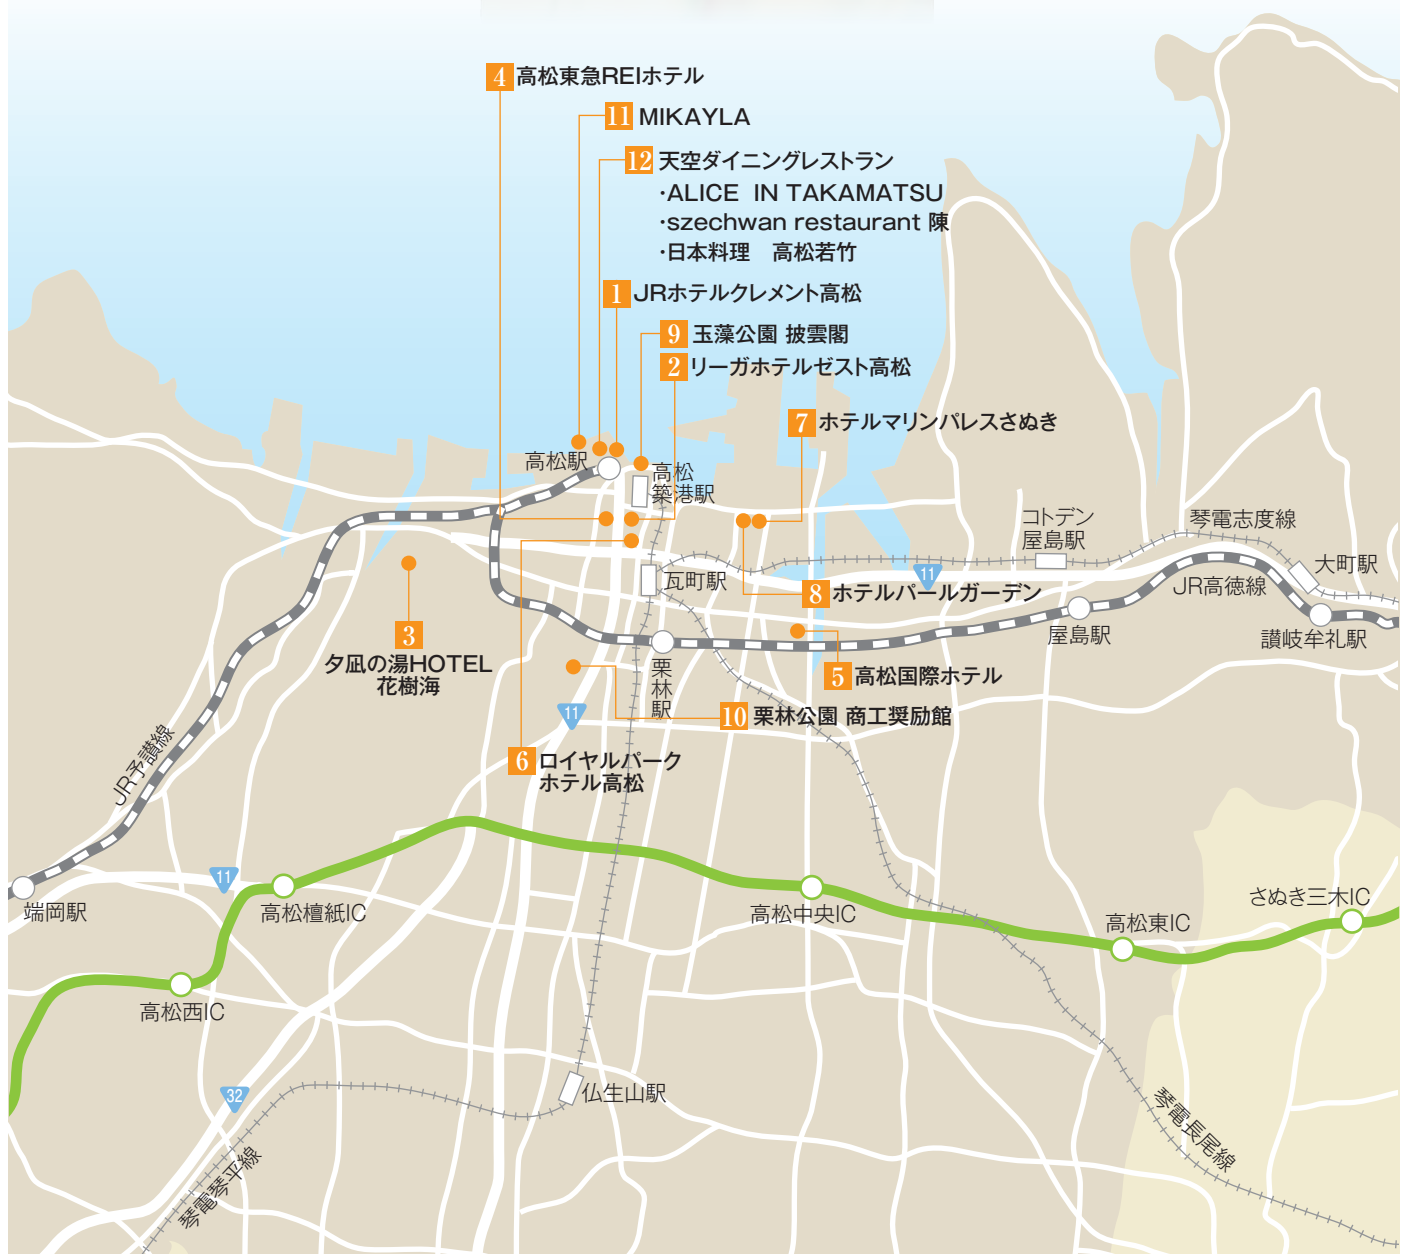 4 高松東急REIホテル
11 MIKAYLA
12 天空ダイニングレストラン
・ALICE IN TAKAMATSU
・szechwan restaurant 陳
・日本料理　高松若竹
1 JRホテルクレメント高松
9 玉藻公園 披雲閣
2 リーガホテルゼスト高松
7 ホテルマリンパレスさぬき
高松駅
高松
築港駅
コトデン
屋島駅
琴電志度線
大町駅
瓦町駅
11
8 ホテルパールガーデン
JR高徳線
屋島駅
讃岐牟礼駅
3
夕凪の湯HOTEL
花樹海
栗林駅
5 高松国際ホテル
11
10 栗林公園 商工奨励館
6 ロイヤルパーク
ホテル高松
JR予讃線
11
端岡駅
高松檀紙IC
高松中央IC
さぬき三木IC
高松東IC
高松西IC
32
仏生山駅
琴電長尾線
琴電琴平線